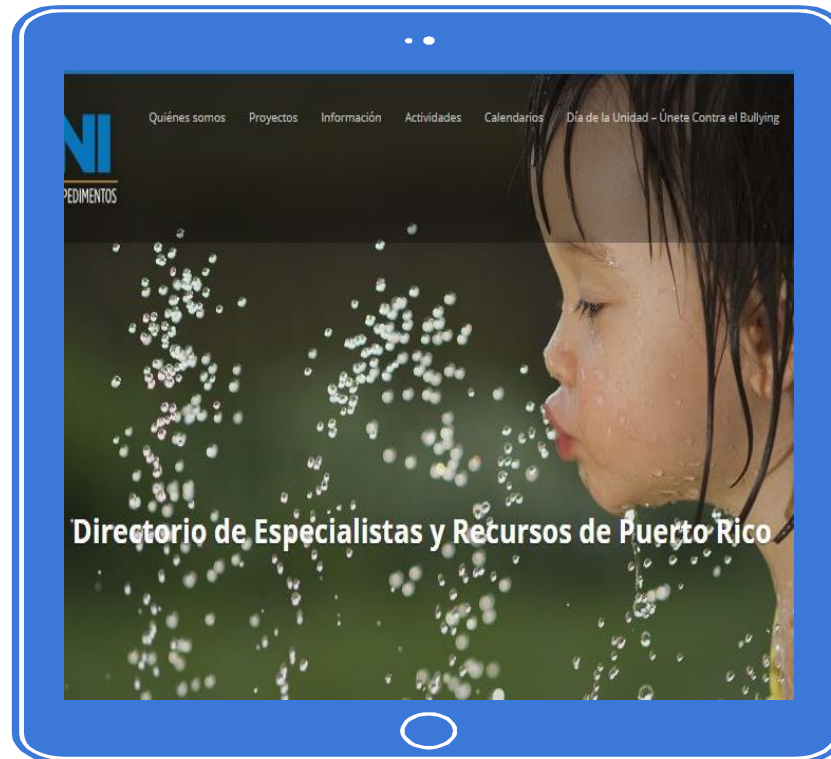 Quiénes somos Proyectos Información Actividades Calendarios Día de la Unidad – Únete Contra el Bullying
NI
PEDIMENTOS
Directorio de Especialistas y Recursos de Puerto Rico